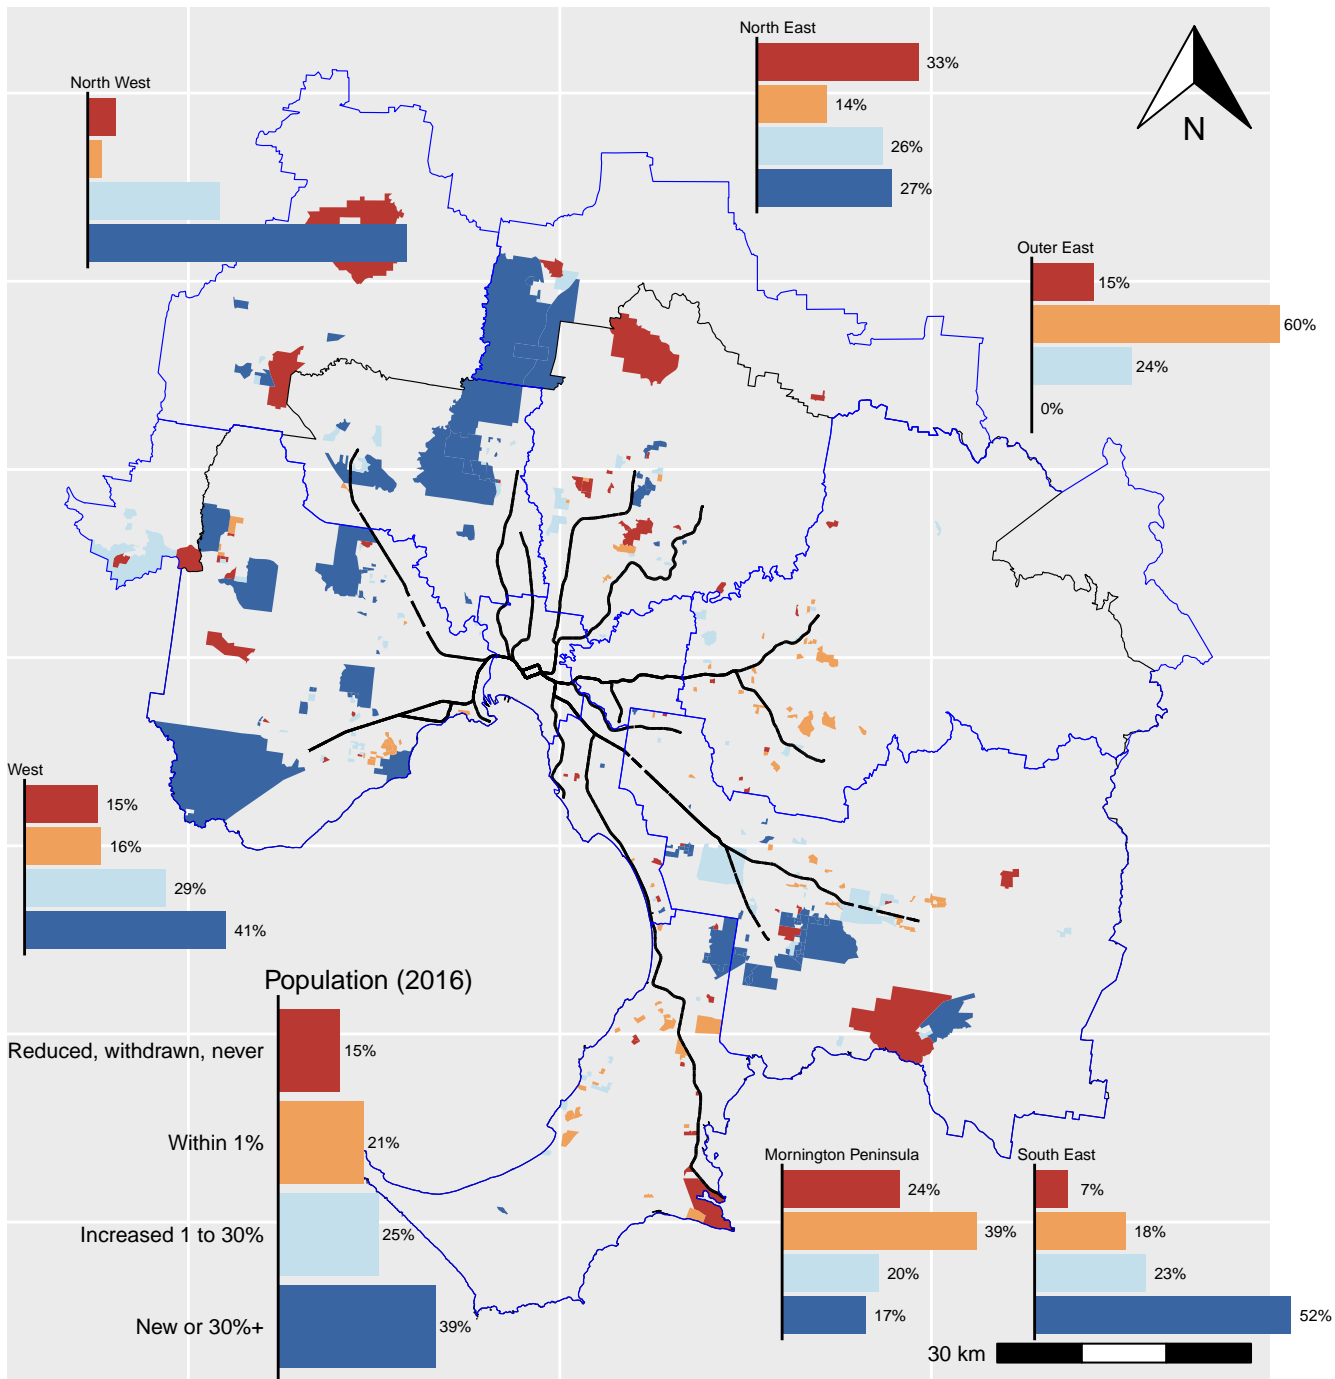 North East
33%
14%
26%
27%
N
North West
Outer East
15%
60%
24%
0%
West
15%
16%
29%
41%
Population (2016)
Reduced, withdrawn, never
15%
Within 1%
21%
Increased 1 to 30%
25%
New or 30%+
39%
Mornington Peninsula
24%
39%
20%
17%
South East
7%
18%
23%
52%
30 km